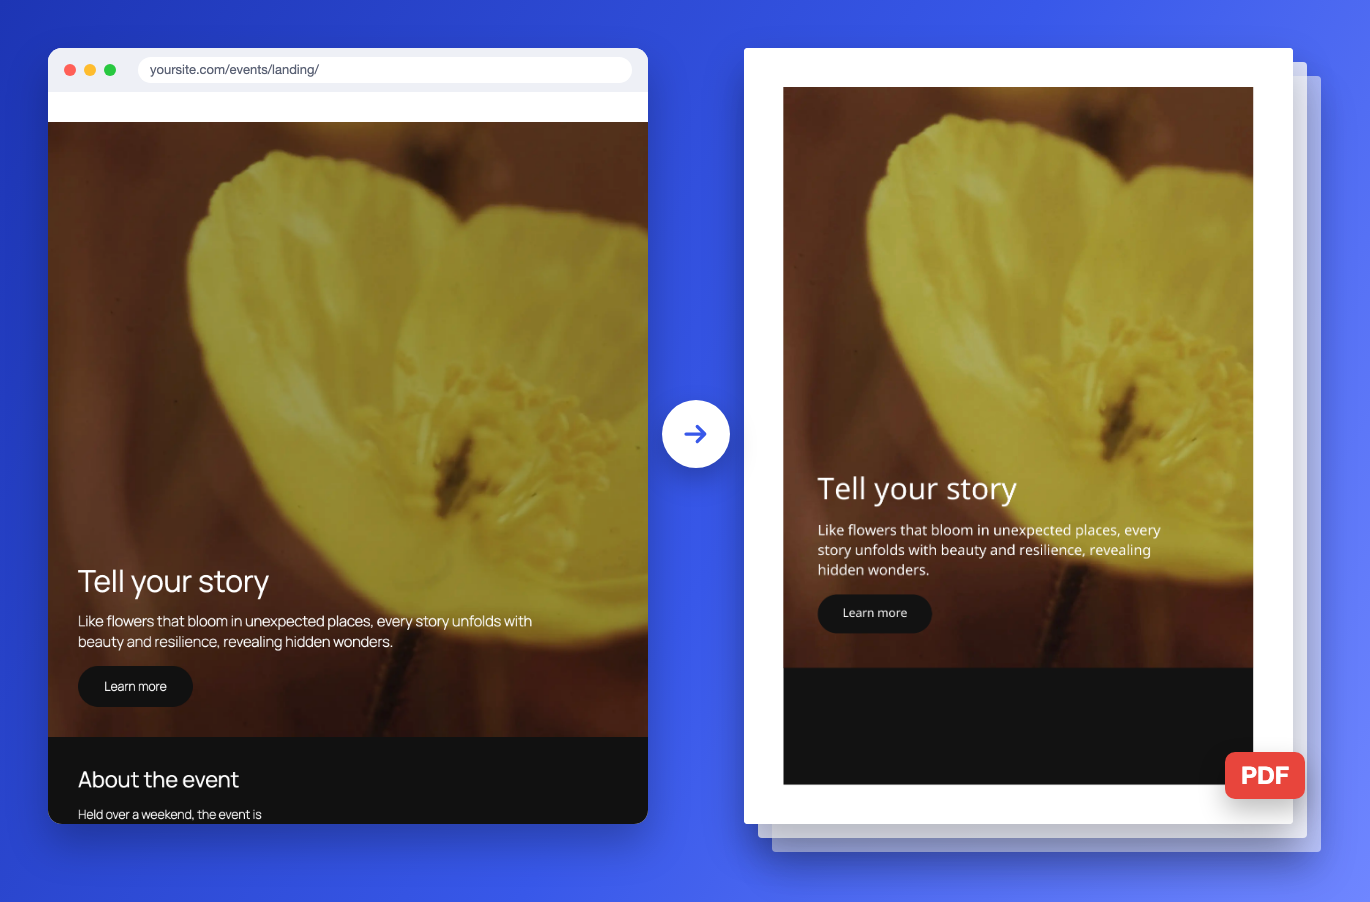 yoursite.com/events/landing/
Tell your story
Like flowers that bloom in unexpected places, every story unfolds with
beauty and resilience, revealing hidden wonders.
Learn more
About the event
Held over a weekend, the event is
Tell your story
Like flowers that bloom in unexpected places, every
story unfolds with beauty and resilience, revealing
hidden wonders.
Learn more
PDF